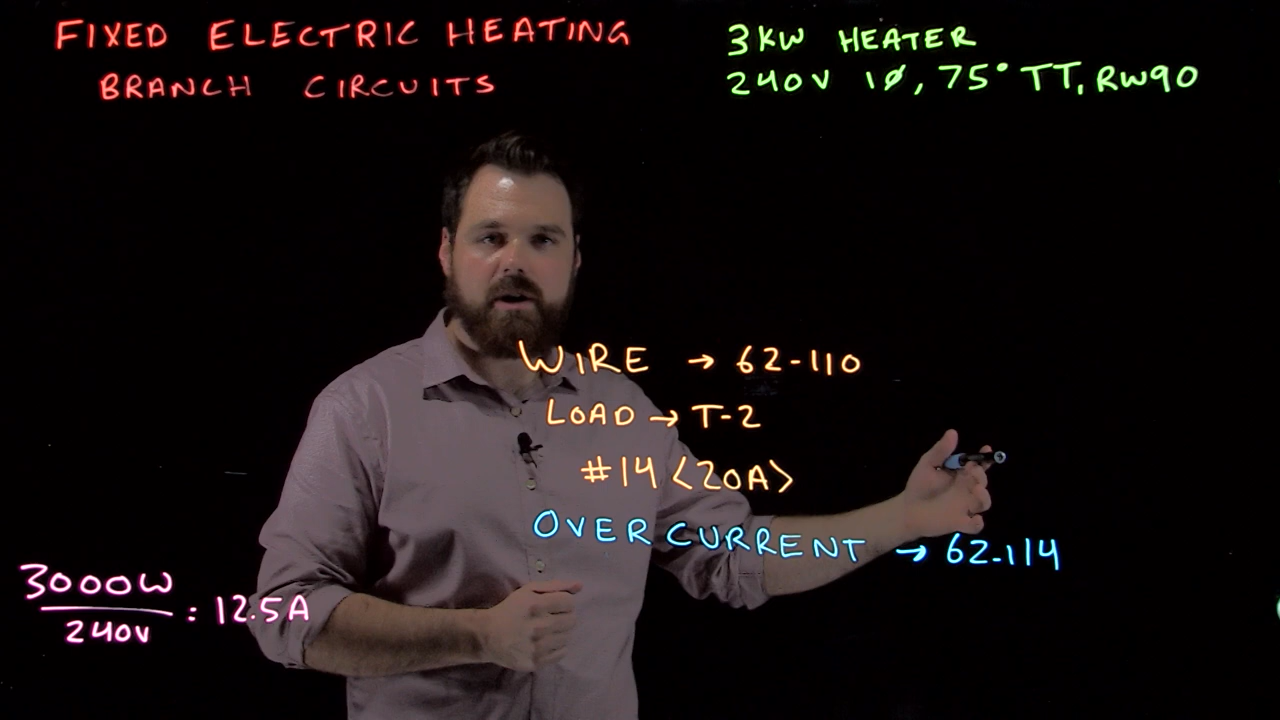 FIXED ELECTRIC HEATING
BRANCH CIRCUITS
3KW HEATER
240V 1Ø, 75° TT, RW90
WIRE → 62-110
LOAD → T-2
#14 <20A>
OVERCURRENT → 62-114
3000W
240V
= 12.5A